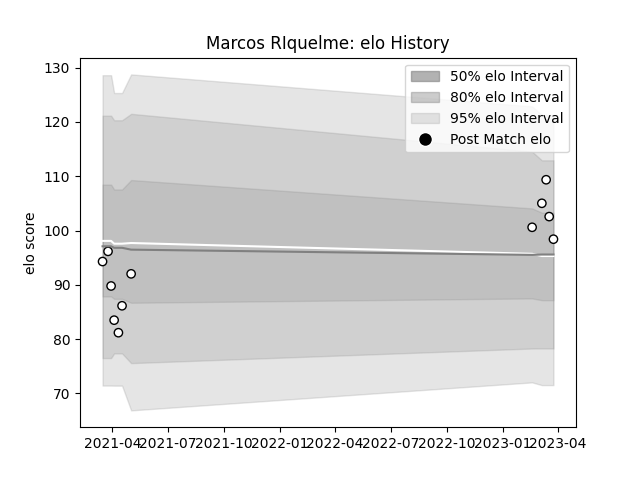 Marcos RIquelme: elo History
130
120
110
100
90
80
70
elo score
50% elo Interval
80% elo Interval
95% elo Interval
Post Match elo
2021-04 2021-07 2021-10 2022-01 2022-04 2022-07 2022-10 2023-01 2023-04